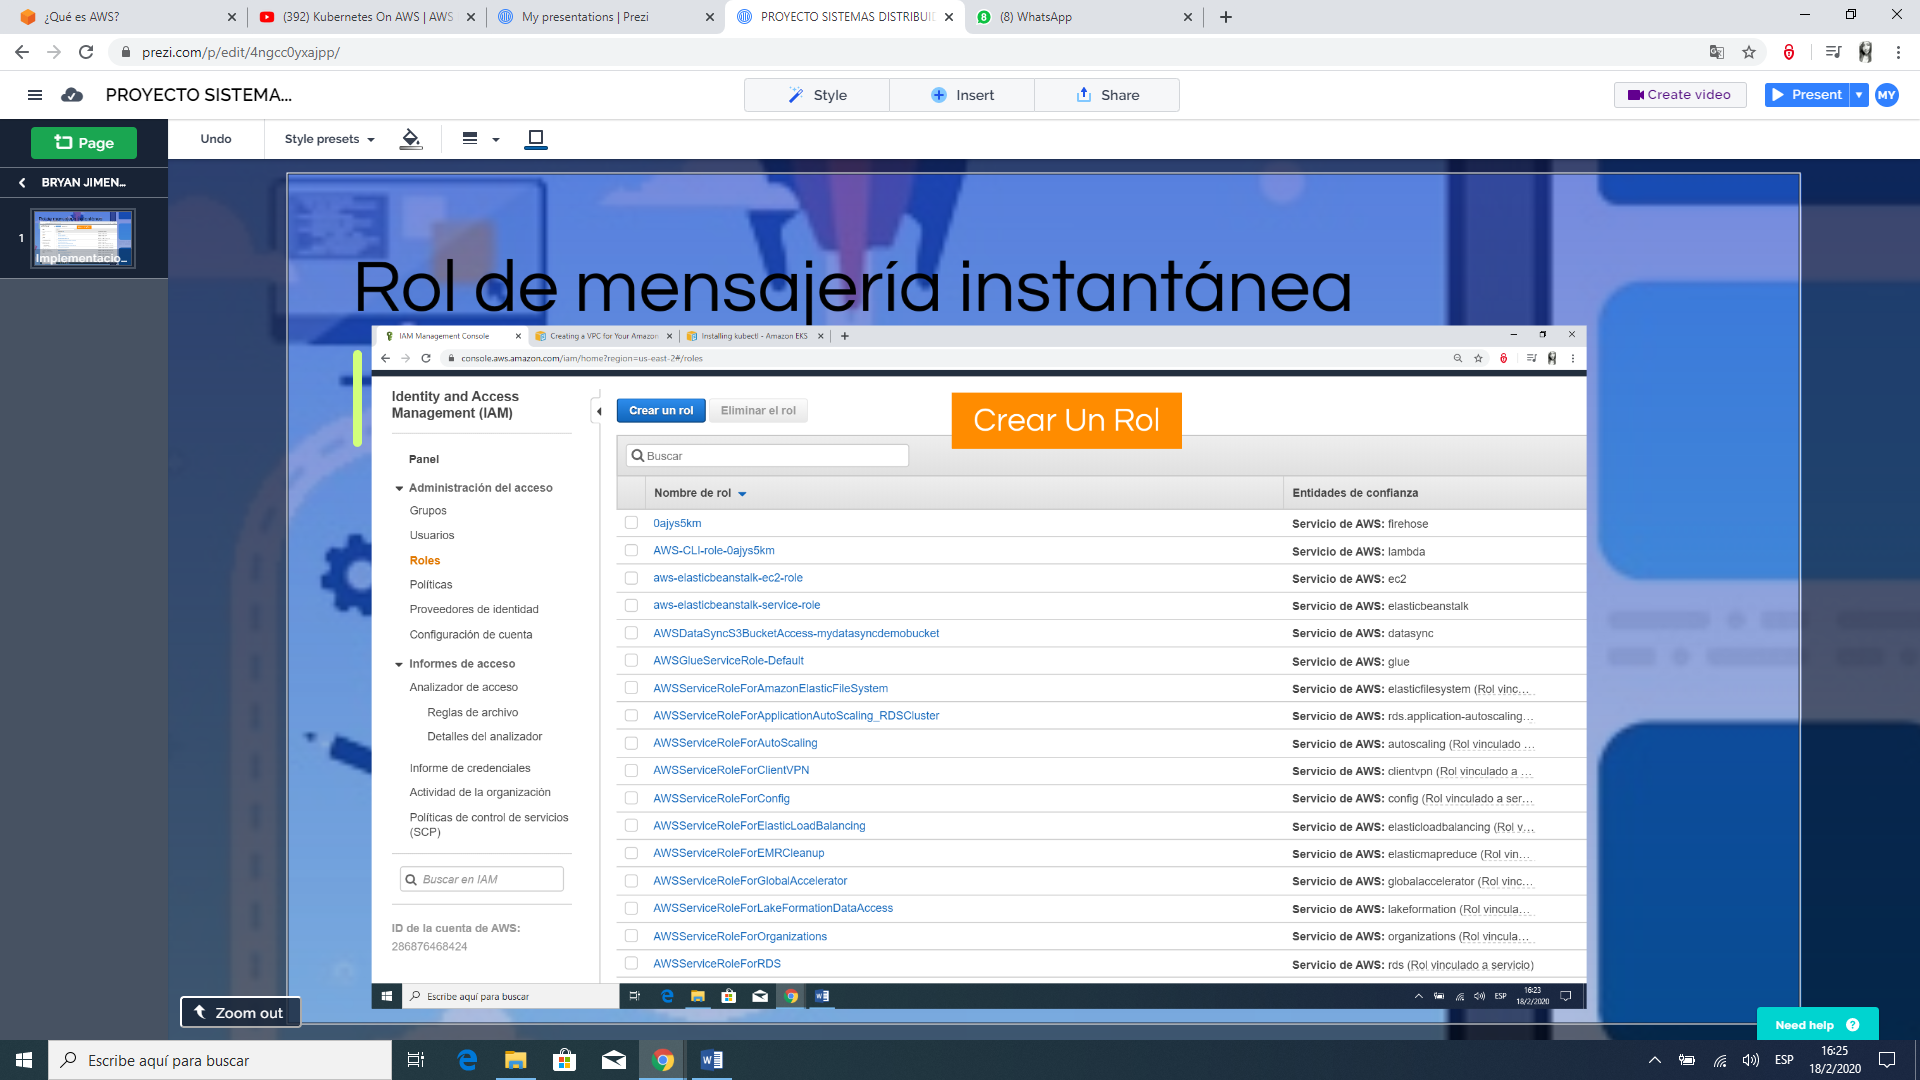 ¿Qué es AWS?
(392) Kubernetes On AWS | AWS
My presentations | Prezi
PROYECTO SISTEMAS DISTRIBUI
(8) WhatsApp
prezi.com/p/edit/4ngcc0yxajpp/
PROYECTO SISTEMA...
Style
Insert
Share
Create video
Present
MY
Page
Undo
Style presets
BRYAN JIMEN...
1
Implementacio...
Rol de mensajería instantánea
IAM Management Console
Creating a VPC for Your Amazon
Installing kubectl - Amazon EKS
console.aws.amazon.com/iam/home?region=us-east-2#/roles
Identity and Access
Management (IAM)
Crear un rol
Eliminar el rol
Crear Un Rol
Buscar
Panel
Administración del acceso
Grupos
Usuarios
Roles
Políticas
Proveedores de identidad
Configuración de cuenta
Informes de acceso
Analizador de acceso
Reglas de archivo
Detalles del analizador
Informe de credenciales
Actividad de la organización
Políticas de control de servicios
(SCP)
Buscar en IAM
ID de la cuenta de AWS:
286876468424
Nombre de rol
Entidades de confianza
0ajys5km
Servicio de AWS: firehose
AWS-CLI-role-0ajys5km
Servicio de AWS: lambda
aws-elasticbeanstalk-ec2-role
Servicio de AWS: ec2
aws-elasticbeanstalk-service-role
Servicio de AWS: elasticbeanstalk
AWSDataSyncS3BucketAccess-mydatasyncdemobucket
Servicio de AWS: datasync
AWSGlueServiceRole-Default
Servicio de AWS: glue
AWSServiceRoleForAmazonElasticFileSystem
Servicio de AWS: elasticfilesystem (Rol vinc...
AWSServiceRoleForApplicationAutoScaling_RDSCluster
Servicio de AWS: rds.application-autoscaling...
AWSServiceRoleForAutoScaling
Servicio de AWS: autoscaling (Rol vinculado ...
AWSServiceRoleForClientVPN
Servicio de AWS: clientvpn (Rol vinculado a ...
AWSServiceRoleForConfig
Servicio de AWS: config (Rol vinculado a ser...
AWSServiceRoleForElasticLoadBalancing
Servicio de AWS: elasticloadbalancing (Rol v...
AWSServiceRoleForEMRCleanup
Servicio de AWS: elasticmapreduce (Rol vin...
AWSServiceRoleForGlobalAccelerator
Servicio de AWS: globalaccelerator (Rol vinc...
AWSServiceRoleForLakeFormationDataAccess
Servicio de AWS: lakeformation (Rol vincula...
AWSServiceRoleForOrganizations
Servicio de AWS: organizations (Rol vincula...
AWSServiceRoleForRDS
Servicio de AWS: rds (Rol vinculado a servicio)
Escribe aquí para buscar
ESP
16:23
18/2/2020
Zoom out
Need help
Escribe aquí para buscar
ESP
16:25
18/2/2020